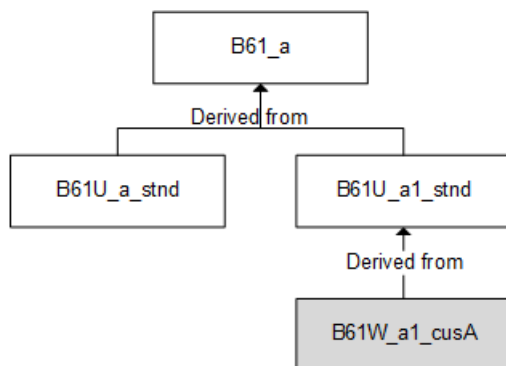 B61_a
Derived from
B61U_a_stnd
B61U_a1_stnd
Derived from
B61W_a1_cusA